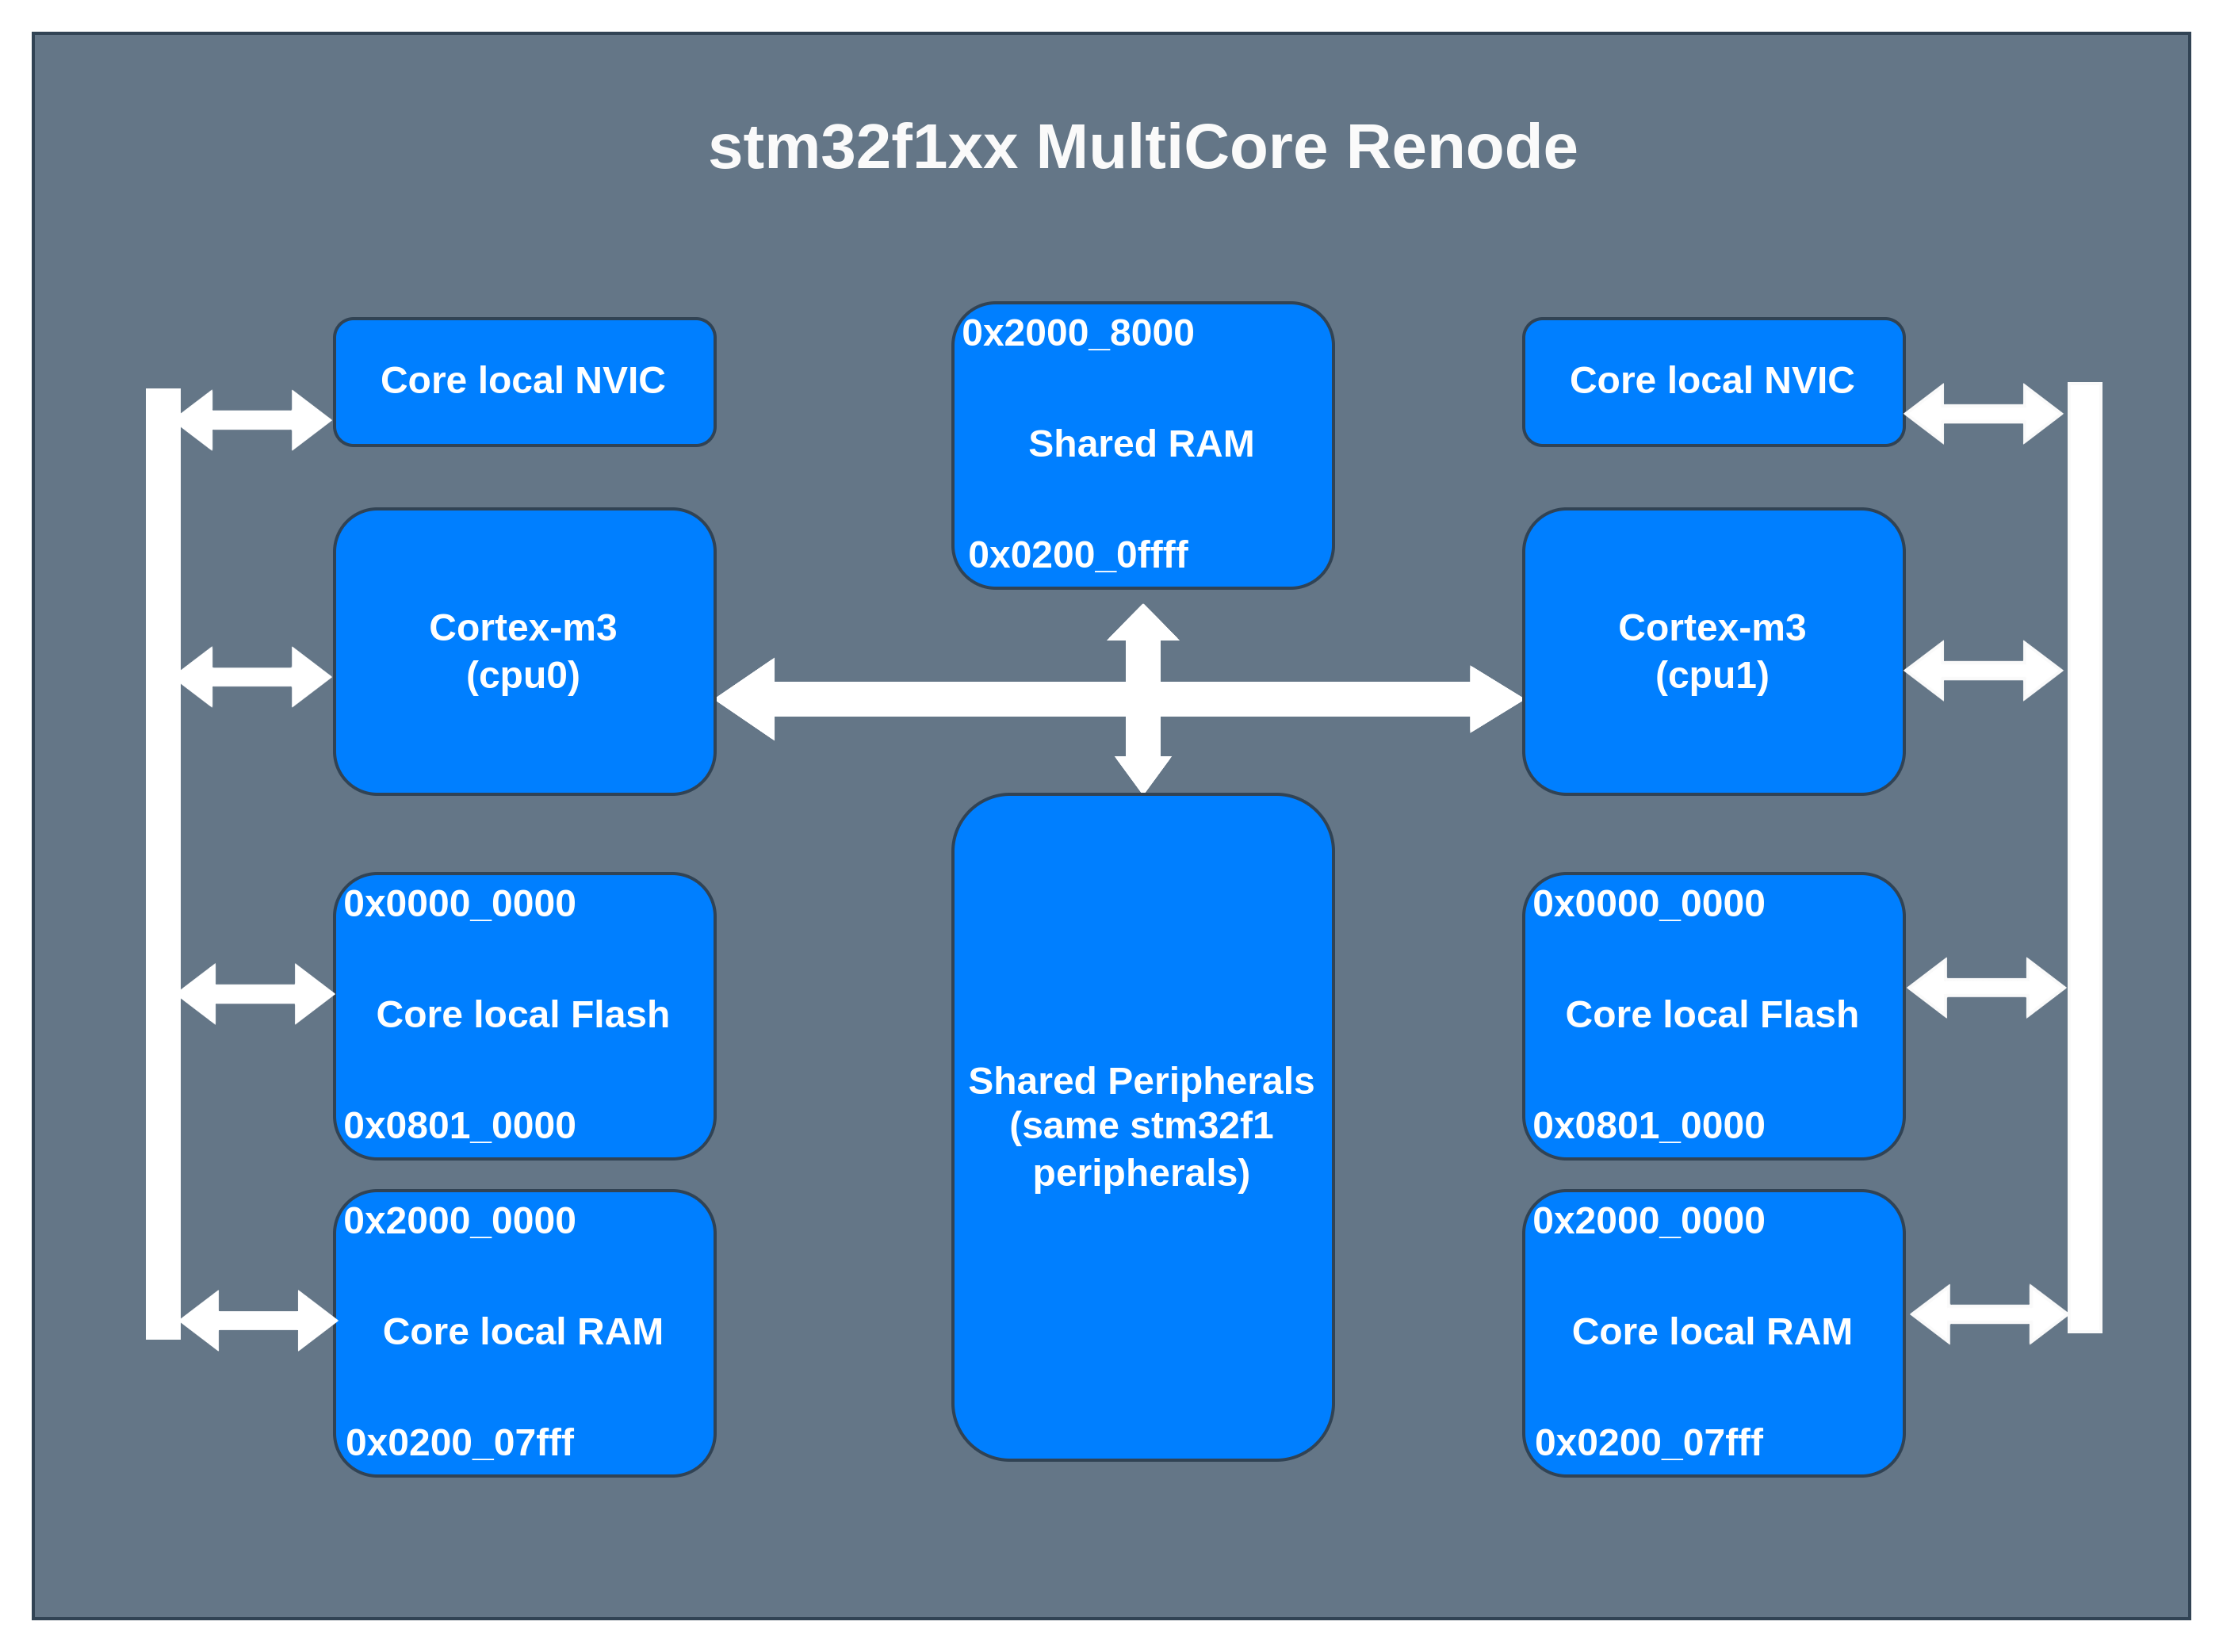 stm32f1xx MultiCore Renode
Core local NVIC
Cortex-m3
(cpu0)
0x0000_0000
Core local Flash
0x0801_0000
0x2000_0000
Core local RAM
0x0200_07fff
0x2000_8000
Shared RAM
0x0200_0ffff
Shared Peripherals
(same stm32f1
peripherals)
Core local NVIC
Cortex-m3
(cpu1)
0x0000_0000
Core local Flash
0x0801_0000
0x2000_0000
Core local RAM
0x0200_07fff